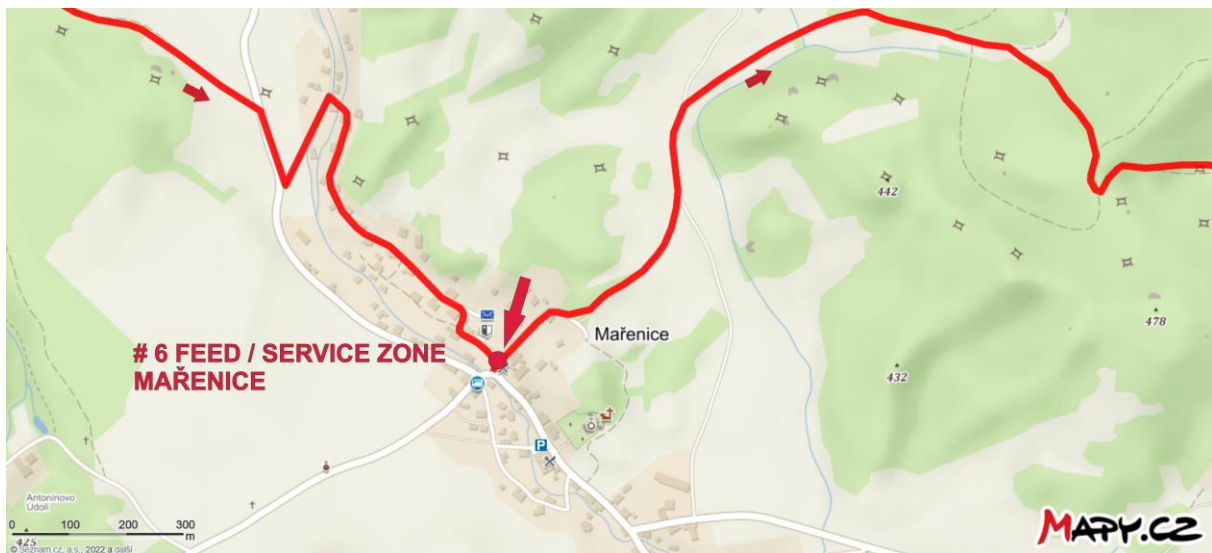 442
478
Mařenice
# 6 FEED / SERVICE ZONE
MAŘENICE
432
P
Antonínovo
Údolí
0 100 200 300
m
425
© Seznam.cz, a.s., 2022 a další
MAPY.CZ